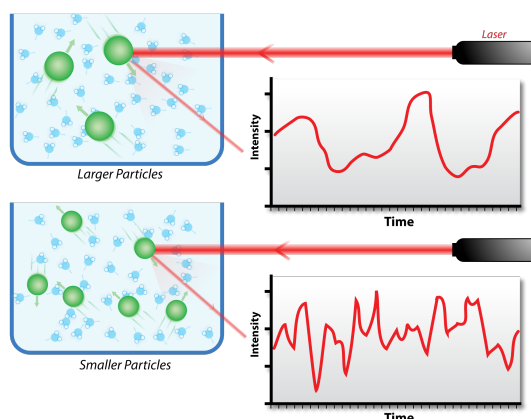 Laser
Intensity
Larger Particles
Time
Intensity
Smaller Particles
Time